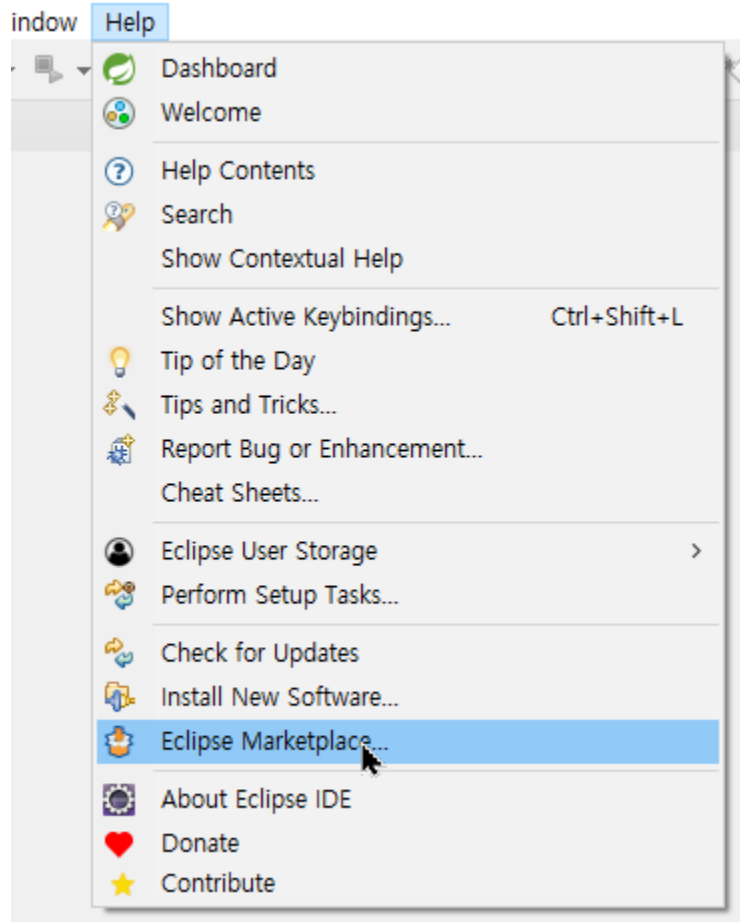 indow Help
Dashboard
Welcome
Help Contents
Search
Show Contextual Help
Show Active Keybindings... Ctrl+Shift+L
Tip of the Day
Tips and Tricks...
Report Bug or Enhancement...
Cheat Sheets...
Eclipse User Storage
Perform Setup Tasks...
Check for Updates
Install New Software...
Eclipse Marketplace...
About Eclipse IDE
Donate
Contribute